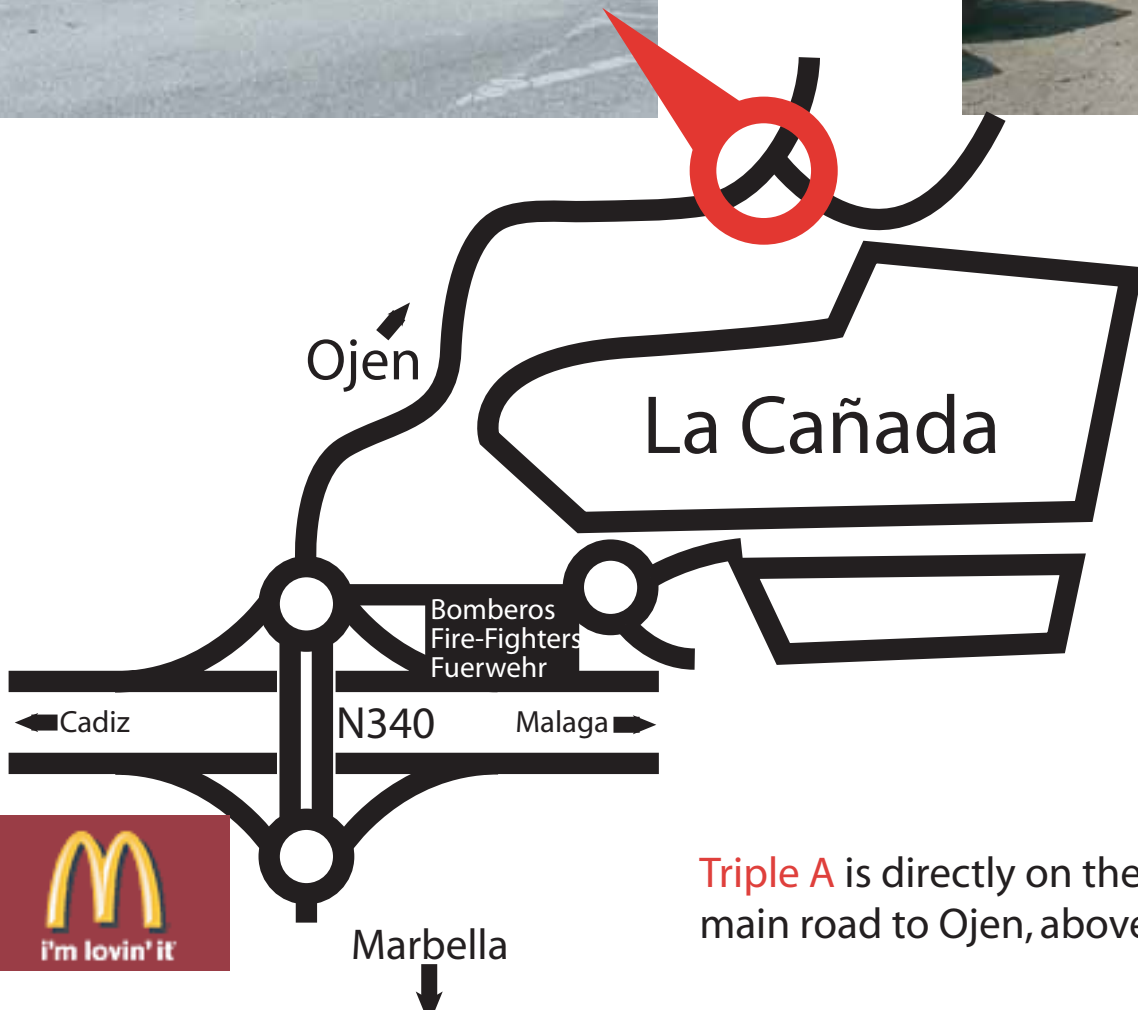 Ojen
La Cañada
Bomberos
Fire-Fighters
Fuerwehr
Cadiz
N340
Malaga
i'm lovin' it
Triple A is directly on the
main road to Ojen, above
Marbella